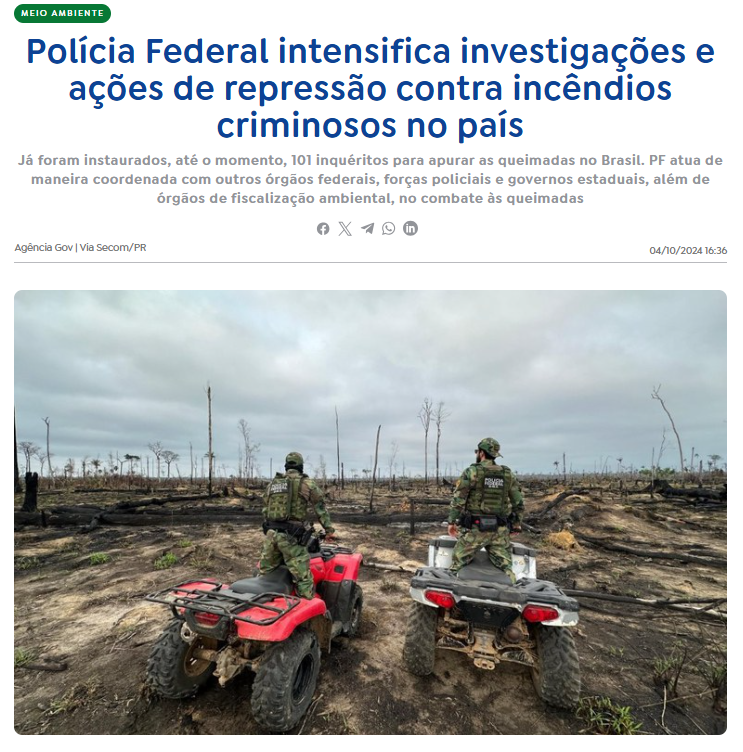 MEIO AMBIENTE
Polícia Federal intensifica investigações e
ações de repressão contra incêndios
criminosos no país
Já foram instaurados, até o momento, 101 inquéritos para apurar as queimadas no Brasil. PF atua de
maneira coordenada com outros órgãos federais, forças policiais e governos estaduais, além de
órgãos de fiscalização ambiental, no combate às queimadas
Agência Gov | Via Secom/PR
04/10/2024 16:36
POLÍCIA FEDERAL
POLÍCIA FEDERAL